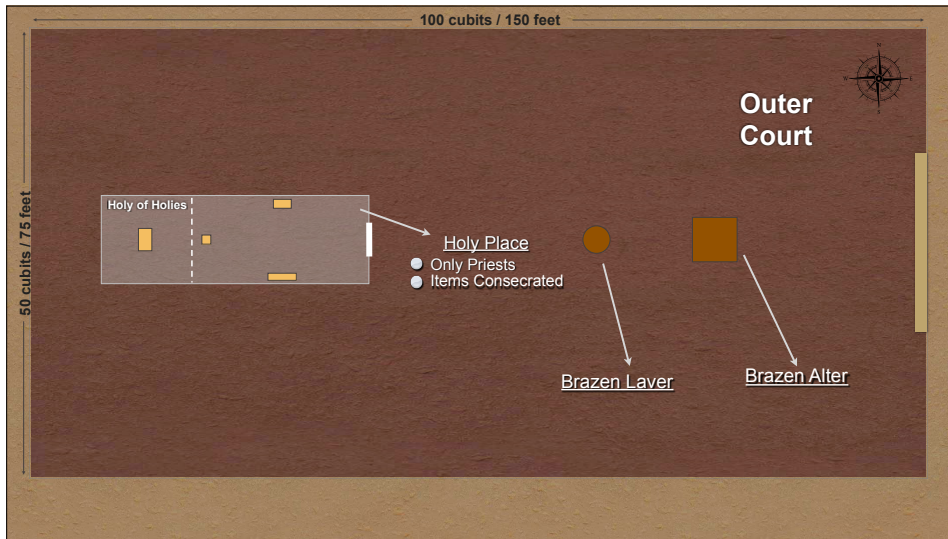 100 cubits / 150 feet
50 cubits / 75 feet
N
W
E
S
Outer
Court
Holy of Holies
Holy Place
Only Priests
Items Consecrated
Brazen Laver
Brazen Alter